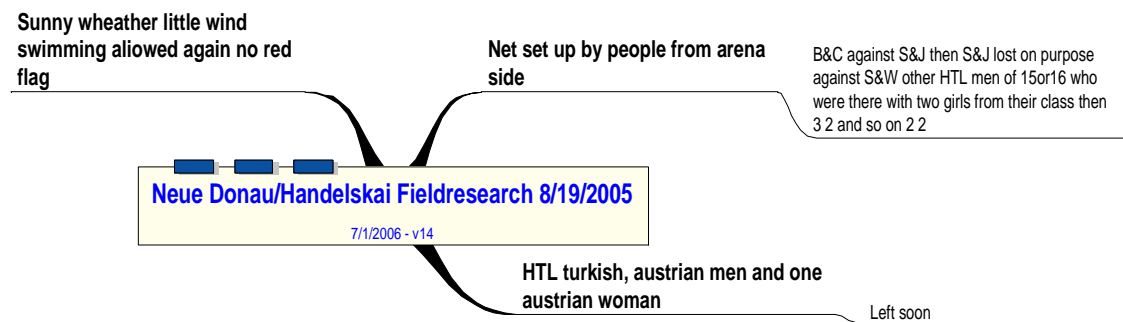 Sunny wheather little wind
swimming aliowed again no red
flag
Net set up by people from arena
side
B&C against S&J then S&J lost on purpose
against S&W other HTL men of 15or16 who
were there with two girls from their class then
3 2 and so on 2 2
Neue Donau/Handelskai Fieldresearch 8/19/2005
7/1/2006 - v14
HTL turkish, austrian men and one
austrian woman
Left soon